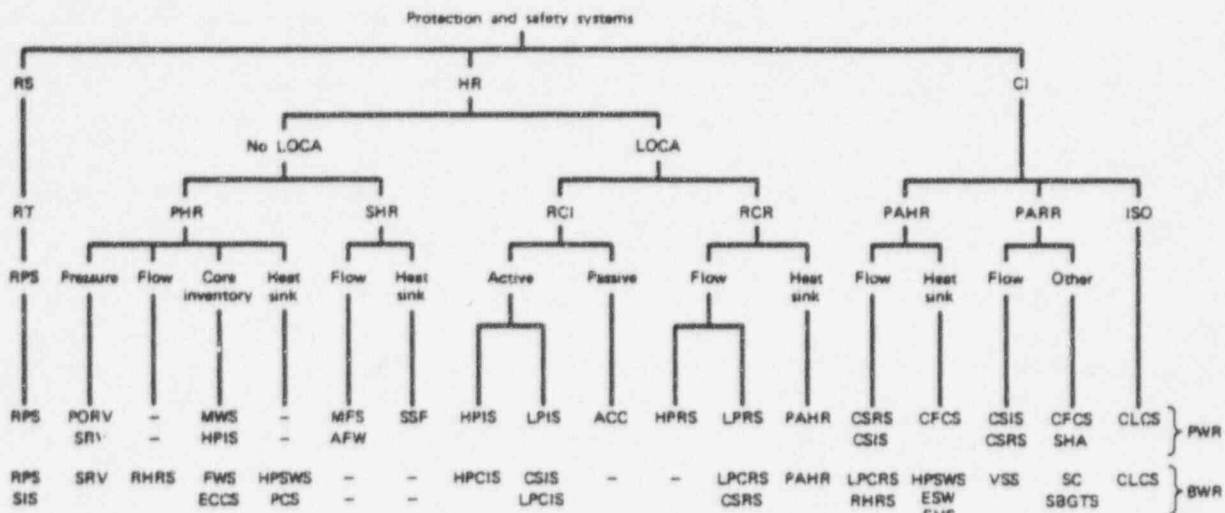 Protection and safety systems
RS HR CI
No LOCA LOCA
RT PHR SHR RCI RCR PAHR PARR ISO
RPS Pressure Flow Core inventory Heat sink Flow Heat sink Active Passive Flow Heat sink Flow Heat sink Flow Other
RPS PORV – MWS – MFS SSF HPIS LPIS ACC HPRS LPRS PAHR CSRS CFCS CSIS CFCS CLCS PWR
SRV – HPIS AFW CSIS CSRS SHA
RPS SRV RHRS FWS HPSWS – – HPCIS CSIS – – LPCRS PAHR LPCRS HPSWS VSS SC CLCS BWR
SIS ECCS PCS – – LPCIS CSRS RHRS ESW SBGTS